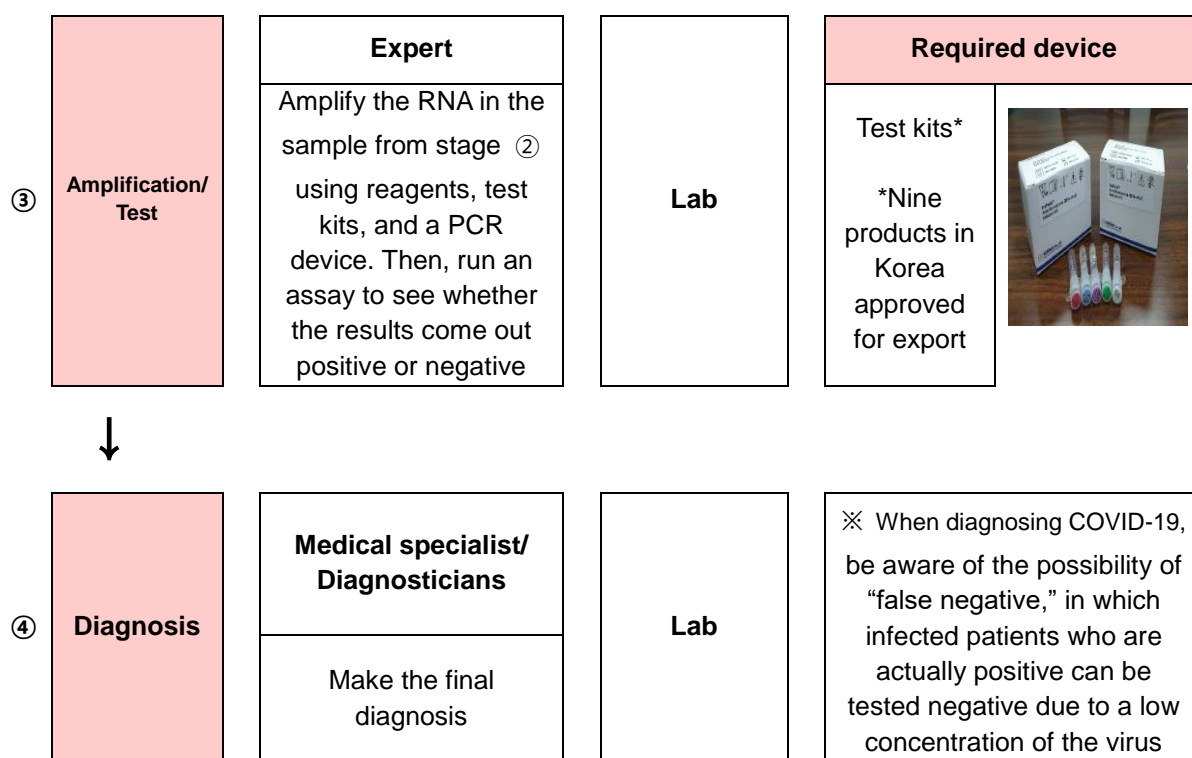 ③
Amplification/
Test
Expert
Amplify the RNA in the
sample from stage ②
using reagents, test
kits, and a PCR
device. Then, run an
assay to see whether
the results come out
positive or negative
Lab
Required device
Test kits*
*Nine
products in
Korea
approved
for export
↓
④
Diagnosis
Medical specialist/
Diagnosticians
Make the final
diagnosis
Lab
※ When diagnosing COVID-19,
be aware of the possibility of
“false negative,” in which
infected patients who are
actually positive can be
tested negative due to a low
concentration of the virus